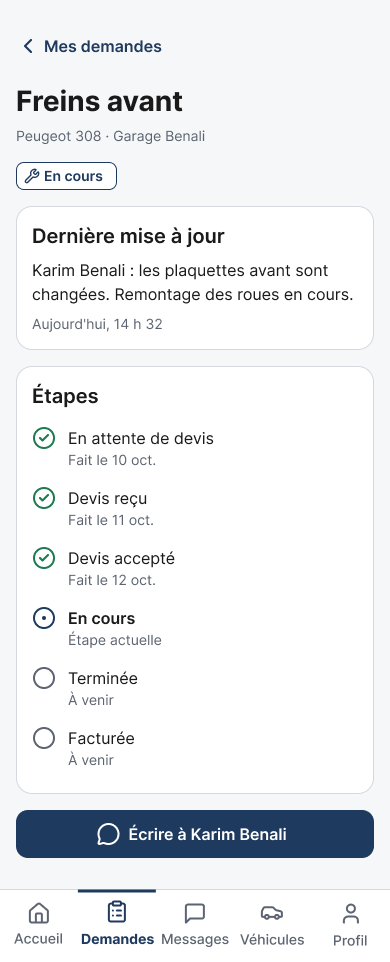 Mes demandes
Freins avant
Peugeot 308 · Garage Benali
En cours
Dernière mise à jour
Karim Benali : les plaquettes avant sont
changées. Remontage des roues en cours.
Aujourd'hui, 14 h 32
Étapes
En attente de devis
Fait le 10 oct.
Devis reçu
Fait le 11 oct.
Devis accepté
Fait le 12 oct.
En cours
Étape actuelle
Terminée
À venir
Facturée
À venir
Écrire à Karim Benali
Accueil Demandes Messages Véhicules Profil